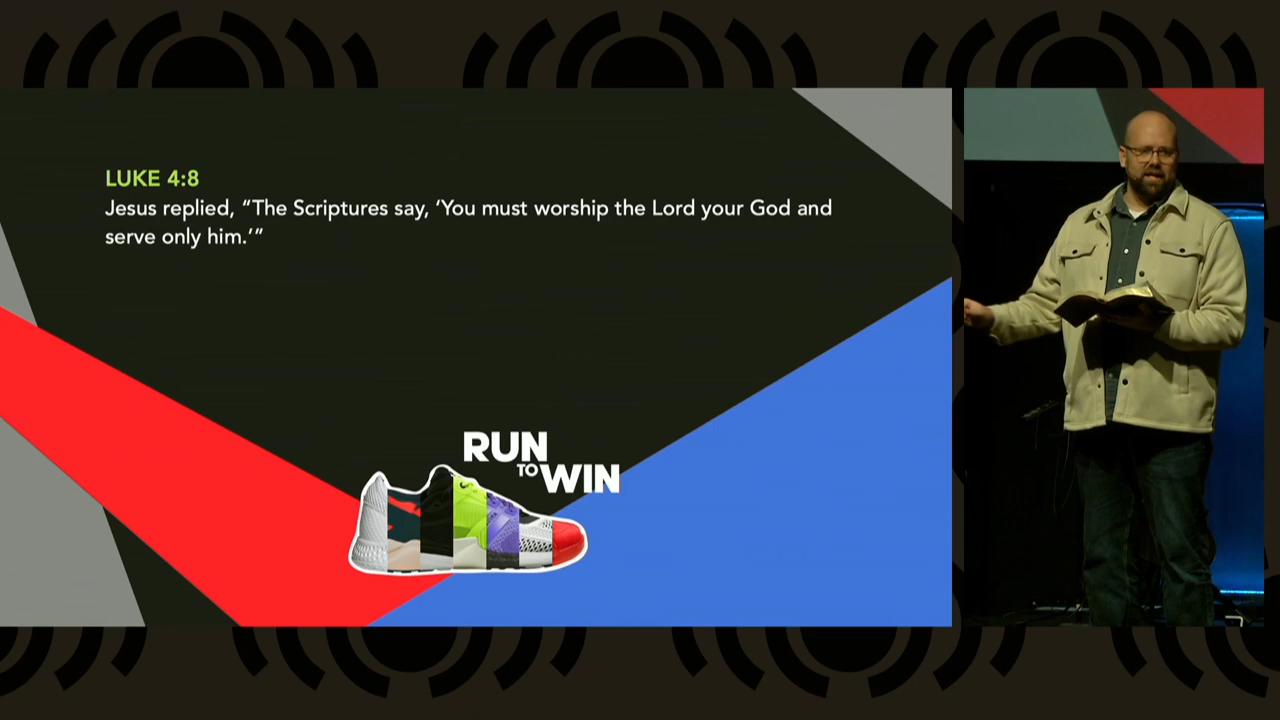 LUKE 4:8
Jesus replied, “The Scriptures say, ‘You must worship the Lord your God and
serve only him.’”
RUN
TO WIN